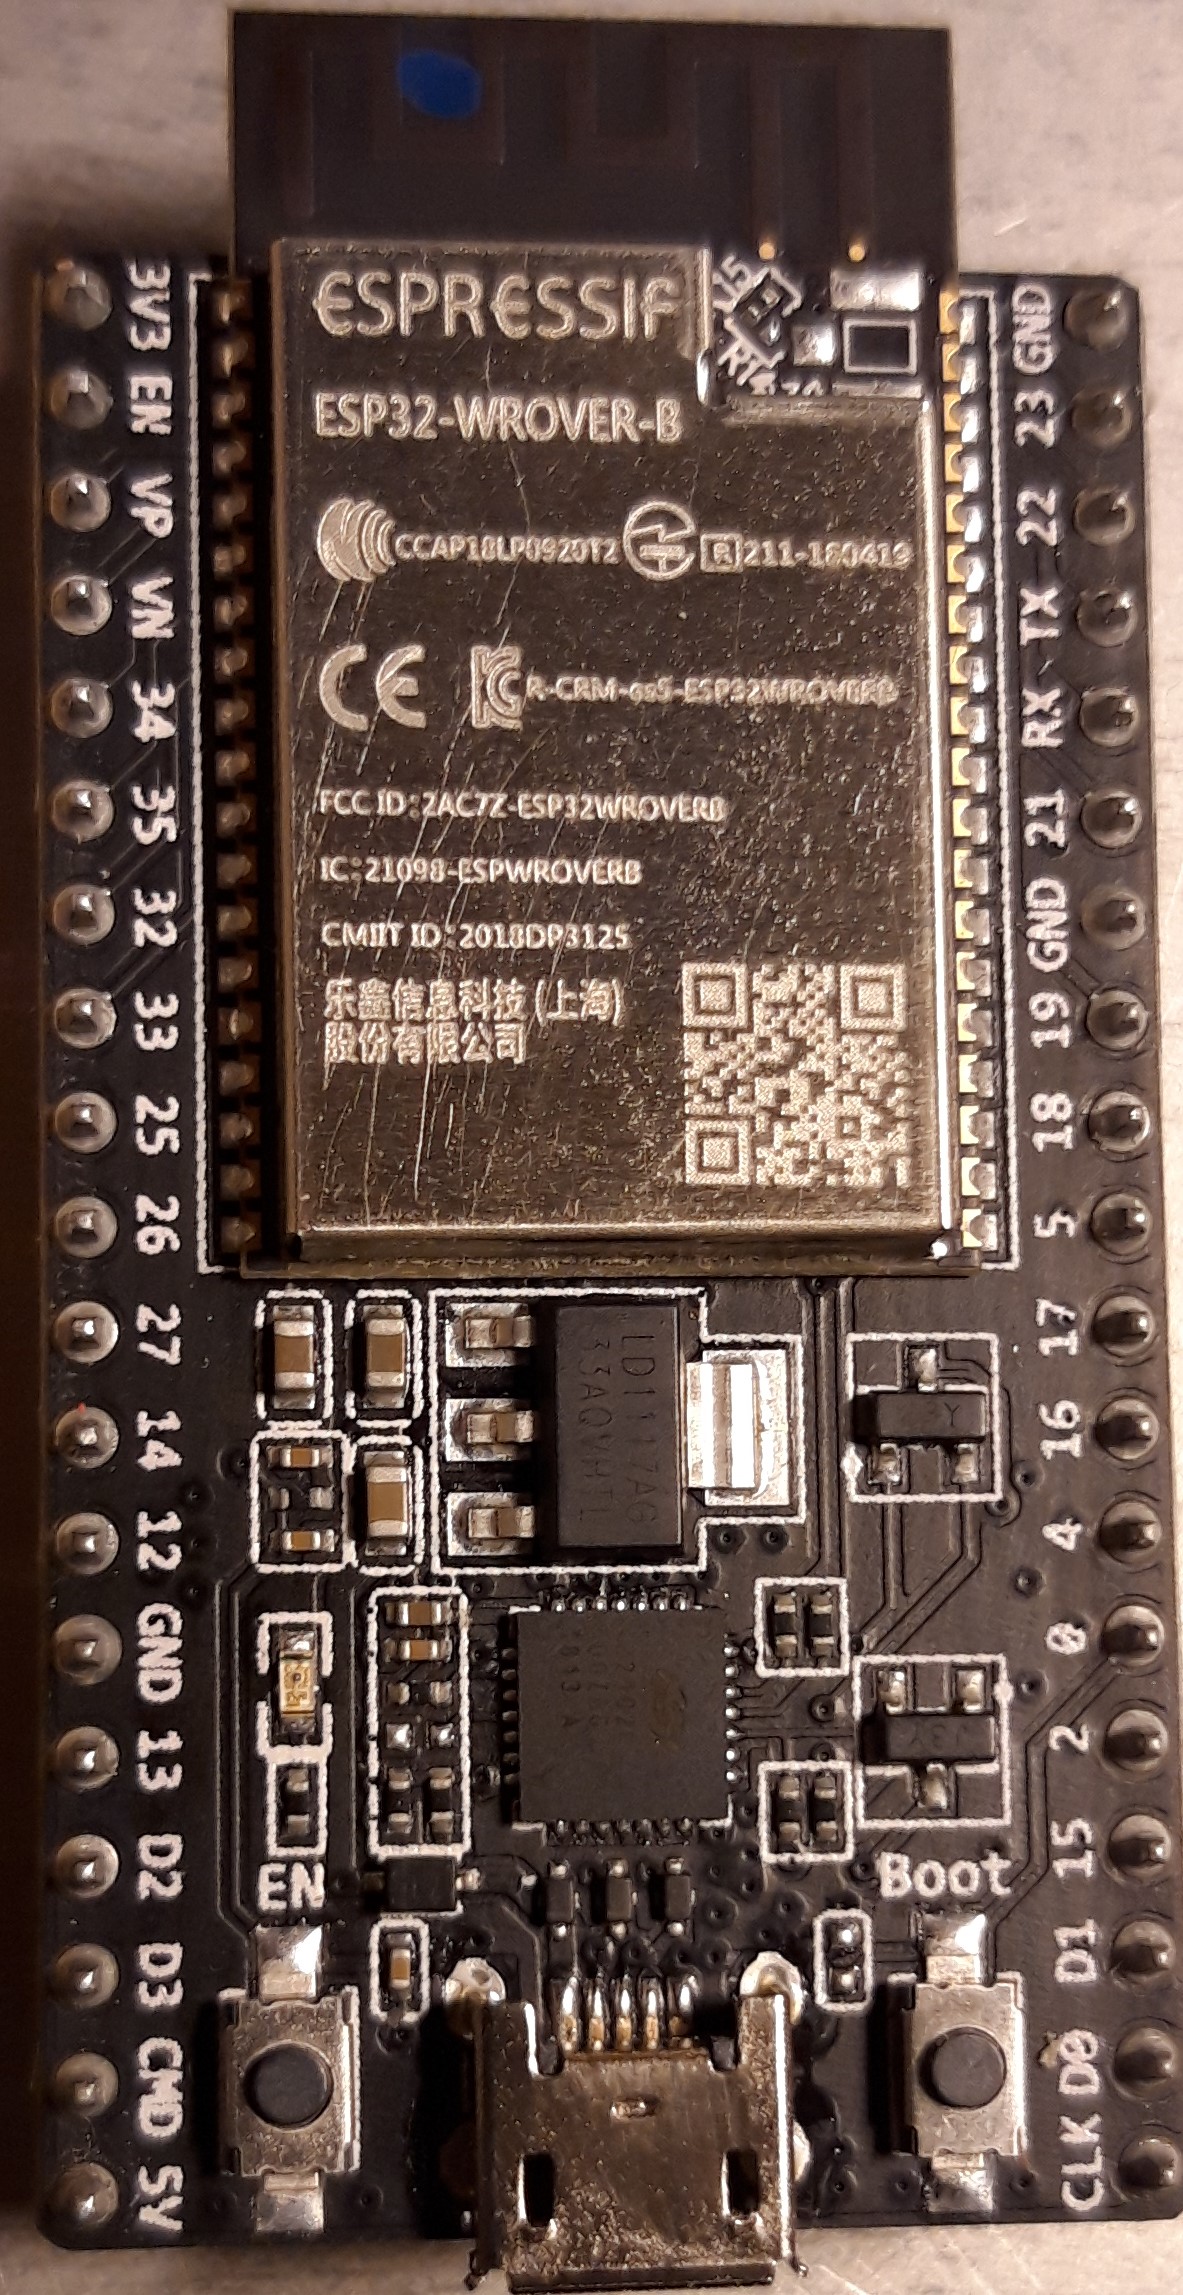 ESPRESSIF
ESP32-WROVER-B
CCAP18LP0920T2 R 211-180419
CE R-CRM-es5-ESP32WROVERB
FCC ID:2AC7Z-ESP32WROVERB
IC:21098-ESPWROVERB
CMIIT ID:2018DP3125
乐鑫信息科技(上海)
股份有限公司
3V3
EN
VP
VN
34
35
32
33
25
26
27
14
12
GND
13
D2
D3
CMD
5V
GND
23
22
TX
RX
21
GND
19
18
5
17
16
4
0
2
15
D1
D0
CLK
LD1117AG
33AQVHTL
EN
Boot